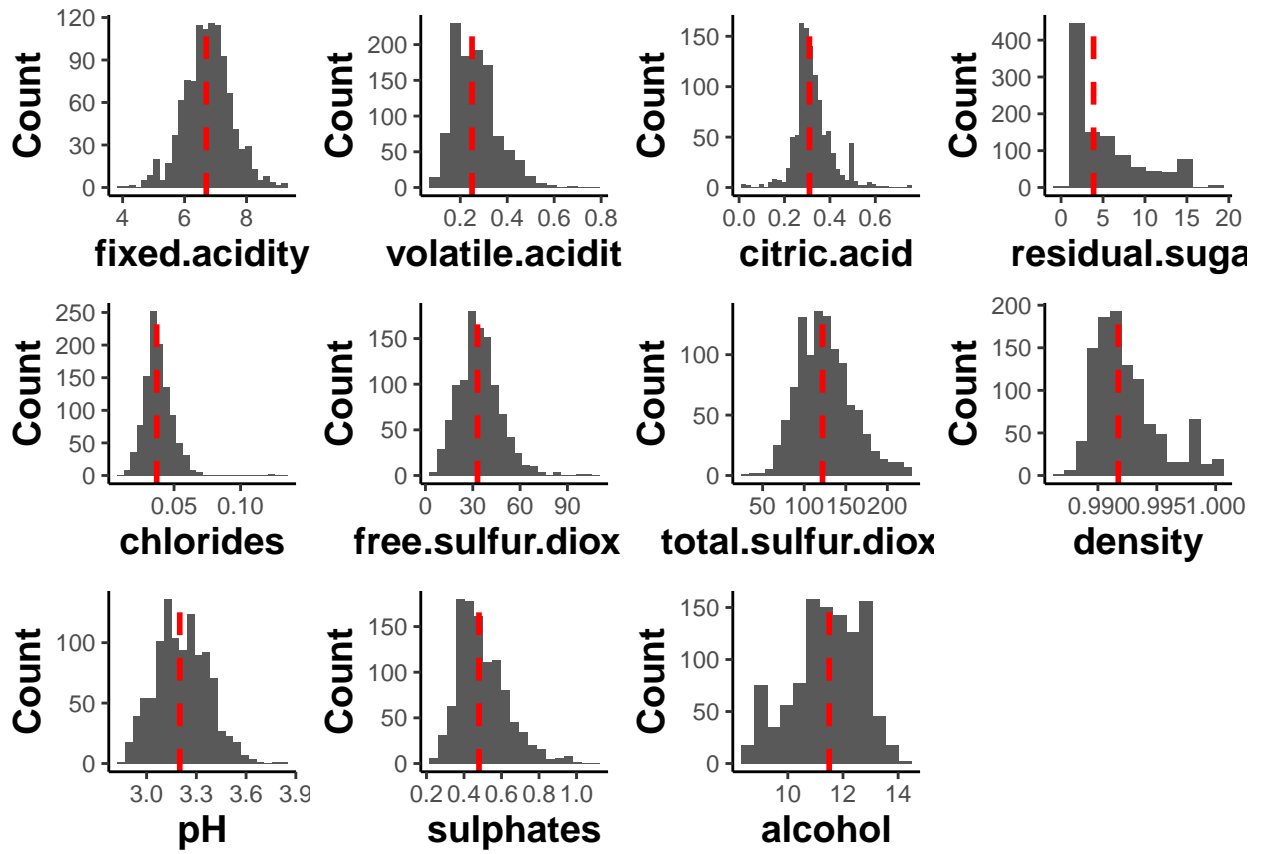 Count
120
90
60
30
0
4 6 8
fixed.acidity
Count
200
150
100
50
0
0.2 0.4 0.6 0.8
volatile.acidit
Count
150
100
50
0
0.0 0.2 0.4 0.6
citric.acid
Count
400
300
200
100
0
0 5 10 15 20
residual.suga
Count
250
200
150
100
50
0
0.05 0.10
chlorides
Count
150
100
50
0
0 30 60 90
free.sulfur.diox
Count
100
50
0
50 100 150 200
total.sulfur.diox
Count
200
150
100
50
0
0.990 0.995 1.000
density
Count
100
50
0
3.0 3.3 3.6 3.9
pH
Count
150
100
50
0
0.2 0.4 0.6 0.8 1.0
sulphates
Count
150
100
50
0
10 12 14
alcohol